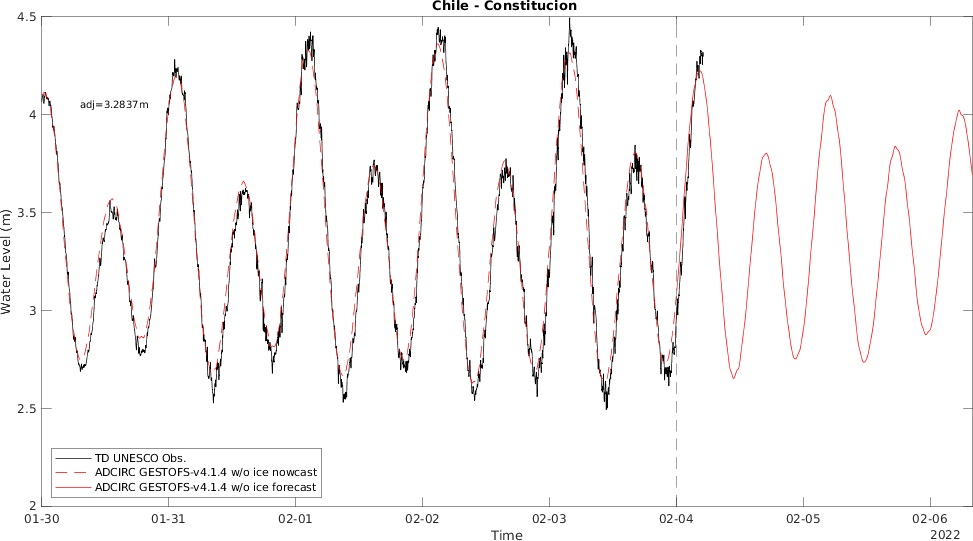 Chile - Constitucion
4.5
4
3.5
3
2.5
2
Water Level (m)
adj=3.2837m
TD UNESCO Obs.
ADCIRC GESTOFS-v4.1.4 w/o ice nowcast
ADCIRC GESTOFS-v4.1.4 w/o ice forecast
01-30 01-31 02-01 02-02 02-03 02-04 02-05 02-06
Time
2022